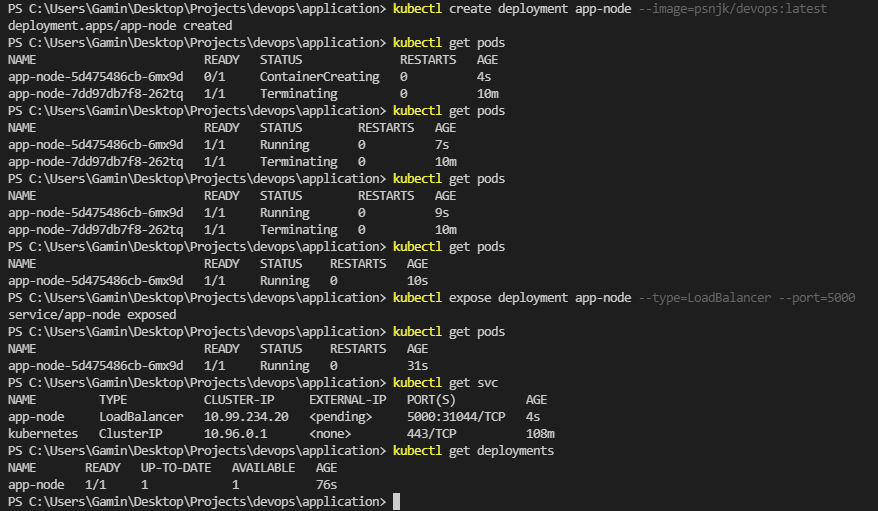 PS C:\Users\Gamin\Desktop\Projects\devops\application> kubectl create deployment app-node --image=psnjk/devops:latest
deployment.apps/app-node created
PS C:\Users\Gamin\Desktop\Projects\devops\application> kubectl get pods
NAME                        READY   STATUS              RESTARTS   AGE
app-node-5d475486cb-6mx9d   0/1     ContainerCreating   0          4s
app-node-7dd97db7f8-262tq   1/1     Terminating         0          10m
PS C:\Users\Gamin\Desktop\Projects\devops\application> kubectl get pods
NAME                        READY   STATUS        RESTARTS   AGE
app-node-5d475486cb-6mx9d   1/1     Running       0          7s
app-node-7dd97db7f8-262tq   1/1     Terminating   0          10m
PS C:\Users\Gamin\Desktop\Projects\devops\application> kubectl get pods
NAME                        READY   STATUS        RESTARTS   AGE
app-node-5d475486cb-6mx9d   1/1     Running       0          9s
app-node-7dd97db7f8-262tq   1/1     Terminating   0          10m
PS C:\Users\Gamin\Desktop\Projects\devops\application> kubectl get pods
NAME                        READY   STATUS    RESTARTS   AGE
app-node-5d475486cb-6mx9d   1/1     Running   0          10s
PS C:\Users\Gamin\Desktop\Projects\devops\application> kubectl expose deployment app-node --type=LoadBalancer --port=5000
service/app-node exposed
PS C:\Users\Gamin\Desktop\Projects\devops\application> kubectl get pods
NAME                        READY   STATUS    RESTARTS   AGE
app-node-5d475486cb-6mx9d   1/1     Running   0          31s
PS C:\Users\Gamin\Desktop\Projects\devops\application> kubectl get svc
NAME         TYPE           CLUSTER-IP     EXTERNAL-IP   PORT(S)          AGE
app-node     LoadBalancer   10.99.234.20   <pending>     5000:31044/TCP   4s
kubernetes   ClusterIP      10.96.0.1      <none>        443/TCP          108m
PS C:\Users\Gamin\Desktop\Projects\devops\application> kubectl get deployments
NAME       READY   UP-TO-DATE   AVAILABLE   AGE
app-node   1/1     1            1           76s
PS C:\Users\Gamin\Desktop\Projects\devops\application>